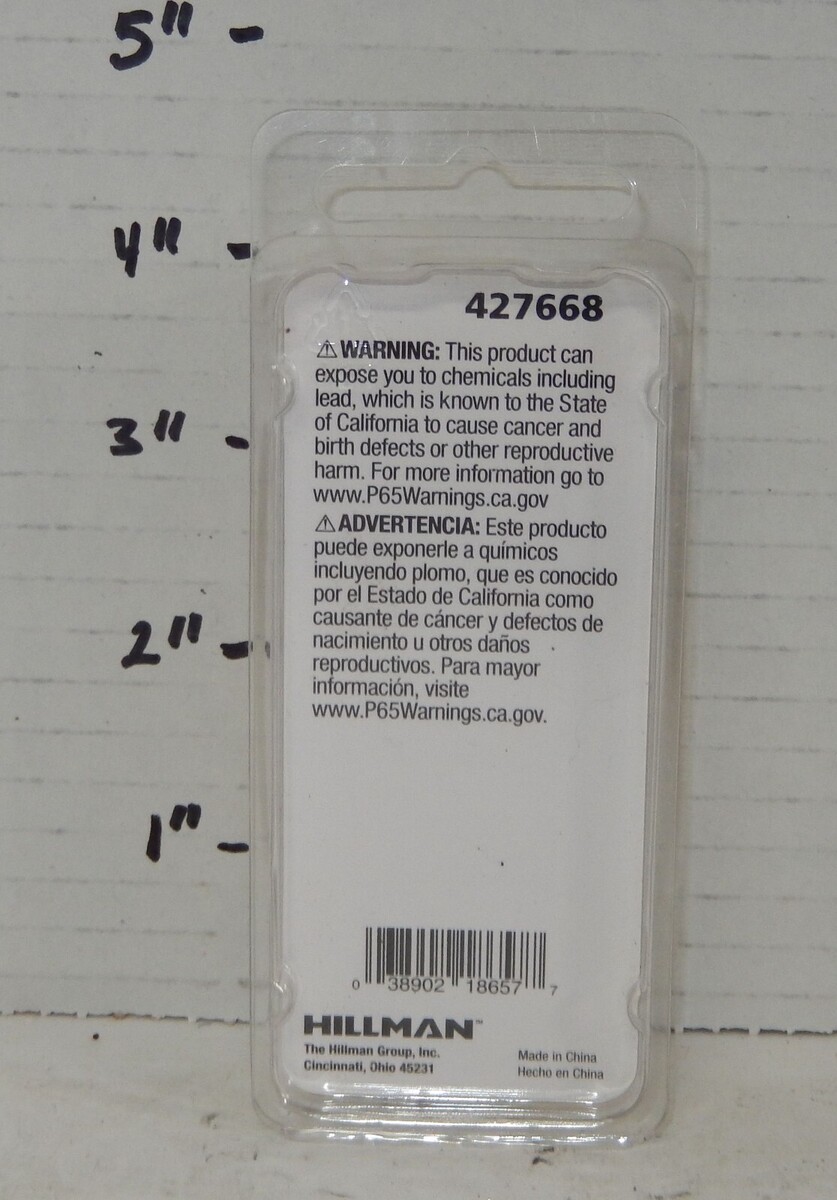 5" -
4" -
3" -
2" -
1" -
427668
⚠ WARNING: This product can
expose you to chemicals including
lead, which is known to the State
of California to cause cancer and
birth defects or other reproductive
harm. For more information go to
www.P65Warnings.ca.gov
⚠ ADVERTENCIA: Este producto
puede exponerle a químicos
incluyendo plomo, que es conocido
por el Estado de California como
causante de cáncer y defectos de
nacimiento u otros daños
reproductivos. Para mayor
información, visite
www.P65Warnings.ca.gov.
0 38902 18657 7
HILLMAN™
The Hillman Group, Inc.
Cincinnati, Ohio 45231
Made in China
Hecho en China